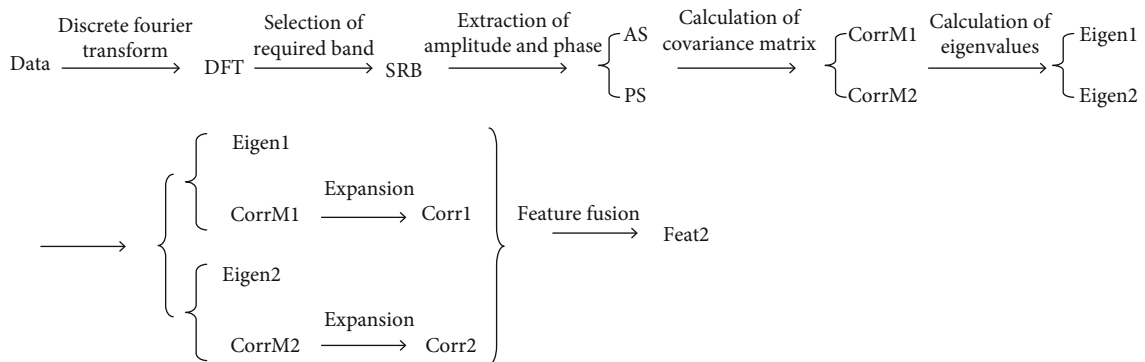 Discrete fourier
transform
Selection of
required band
Extraction of
amplitude and phase
Calculation of
covariance matrix
Calculation of
eigenvalues
Data
DFT
SRB
AS
PS
CorrM1
CorrM2
Eigen1
Eigen2
Eigen1
CorrM1
Expansion
Corr1
Eigen2
CorrM2
Expansion
Corr2
Feature fusion
Feat2